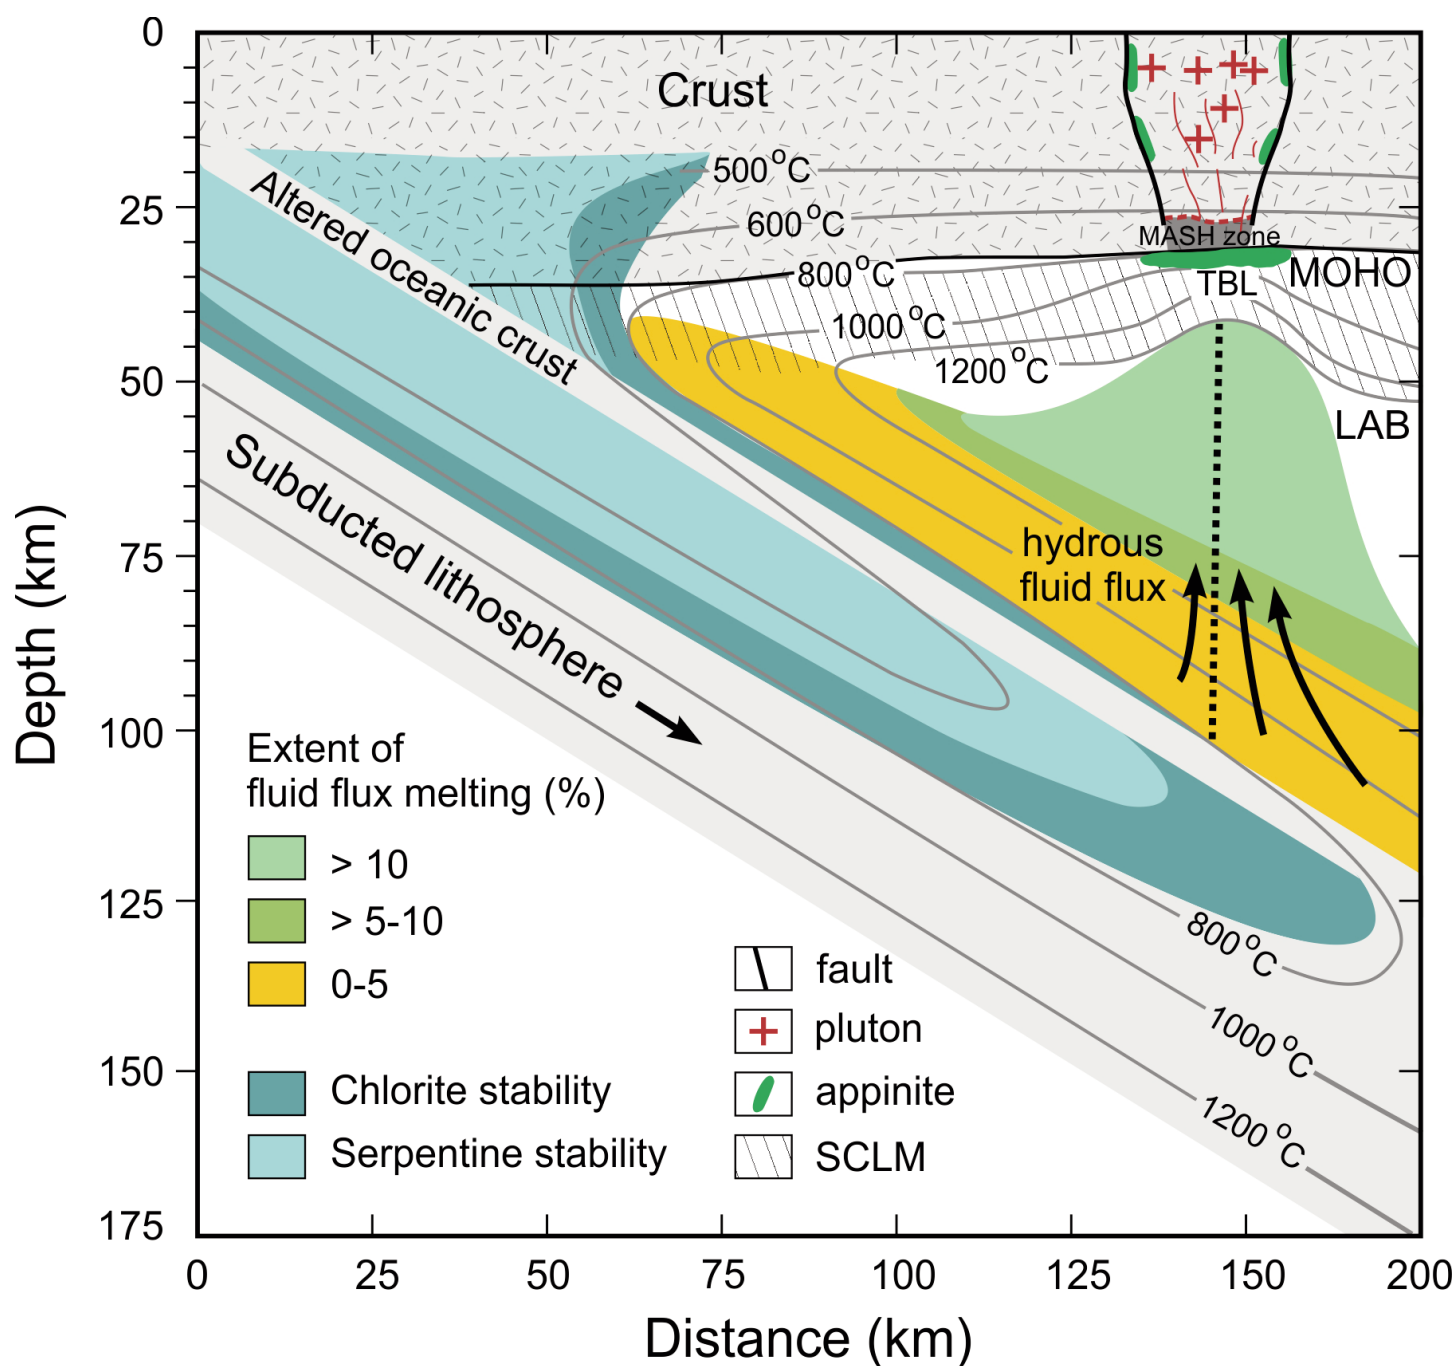 0
25
50
75
100
125
150
175
Depth (km)
Crust
500°C
600°C
MASH zone
800°C
MOHO
TBL
1000°C
1200°C
LAB
Altered oceanic crust
Subducted lithosphere
hydrous
fluid flux
800°C
1000°C
1200°C
Extent of
fluid flux melting (%)
> 10
> 5-10
0-5
Chlorite stability
Serpentine stability
fault
pluton
appinite
SCLM
0
25
50
75
100
125
150
200
Distance (km)